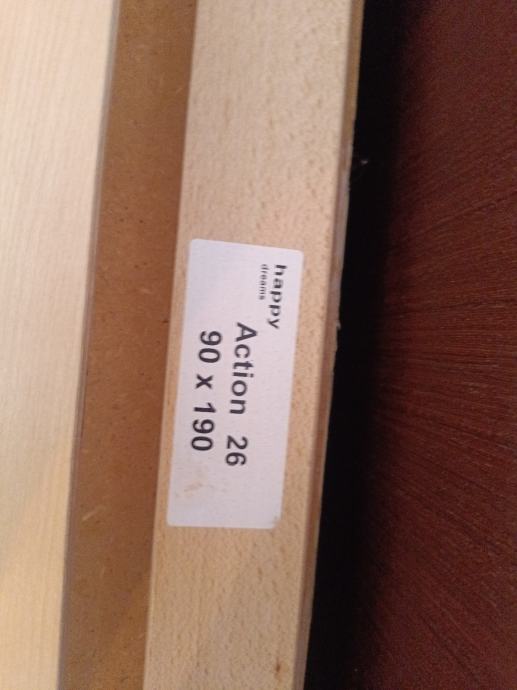 happy
dreams
Action 26
90 x 190